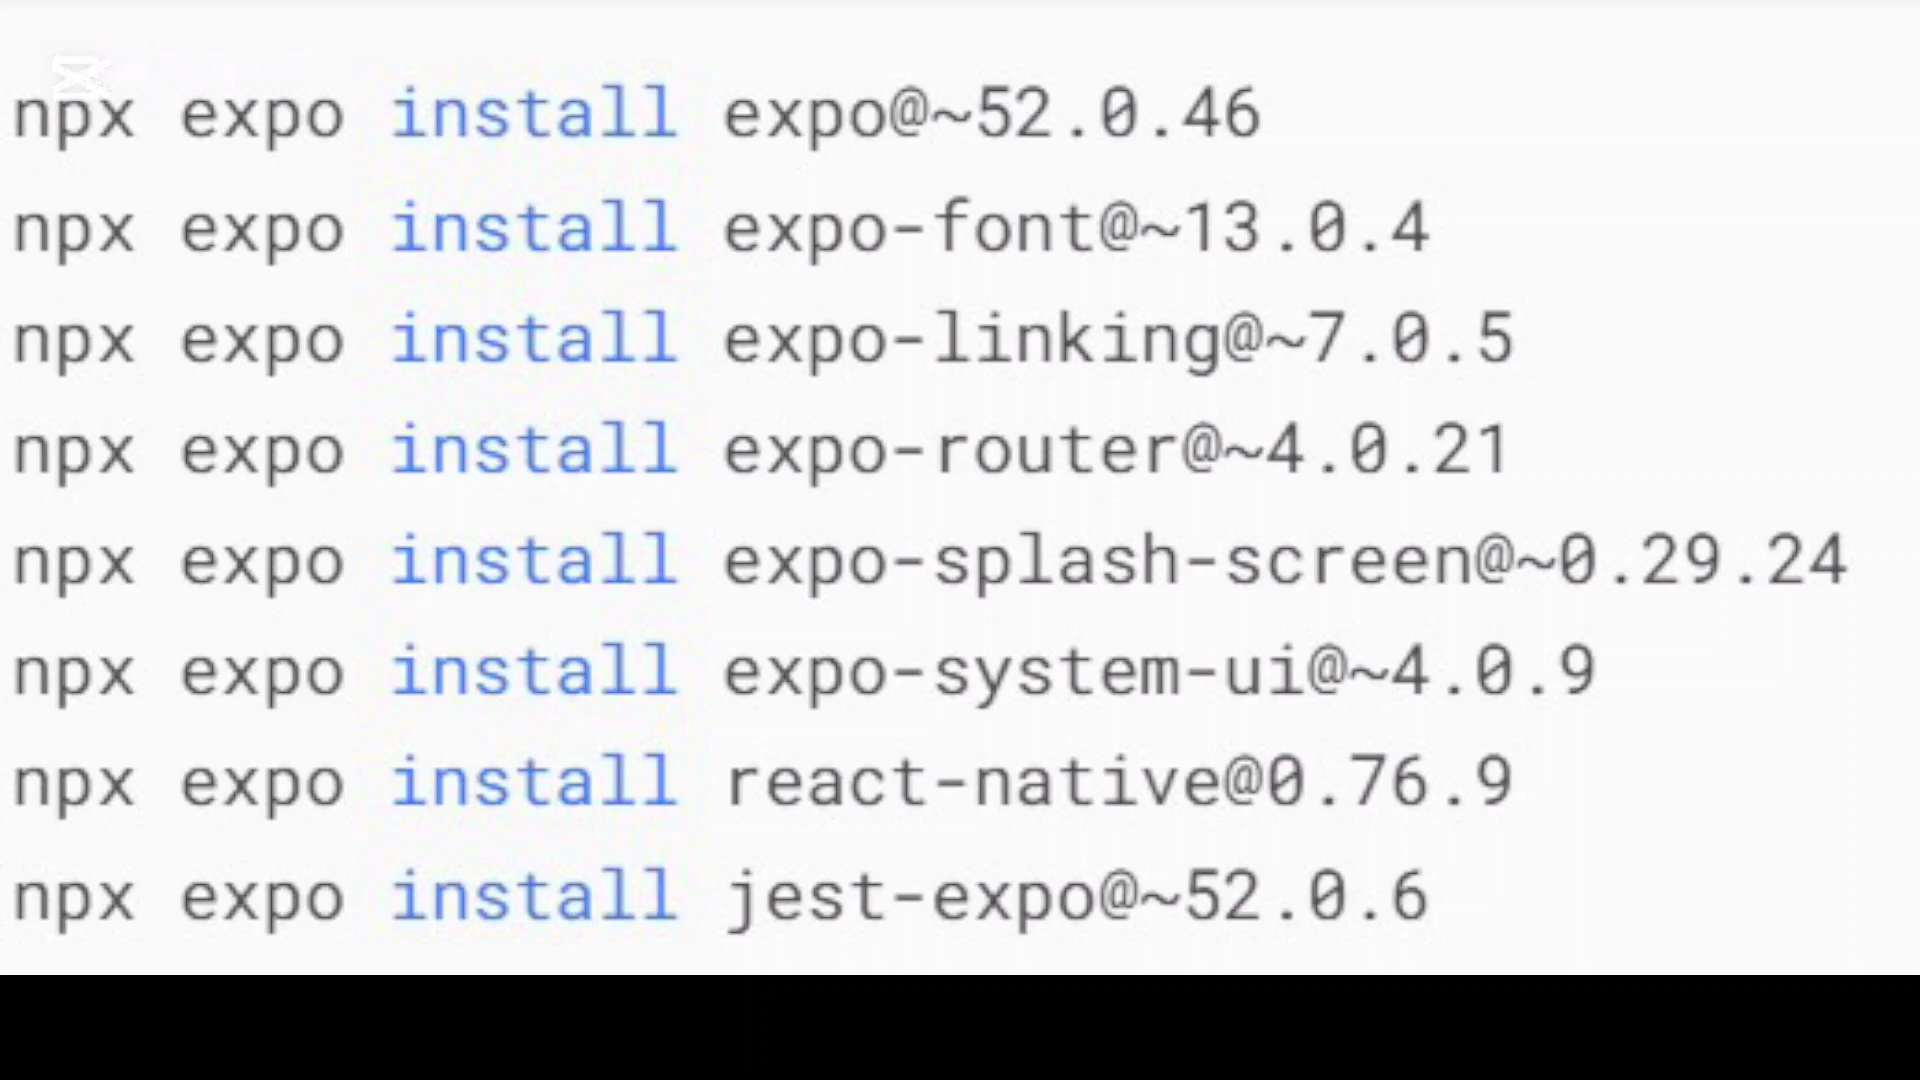 npx expo install expo@~52.0.46
npx expo install expo-font@~13.0.4
npx expo install expo-linking@~7.0.5
npx expo install expo-router@~4.0.21
npx expo install expo-splash-screen@~0.29.24
npx expo install expo-system-ui@~4.0.9
npx expo install react-native@0.76.9
npx expo install jest-expo@~52.0.6